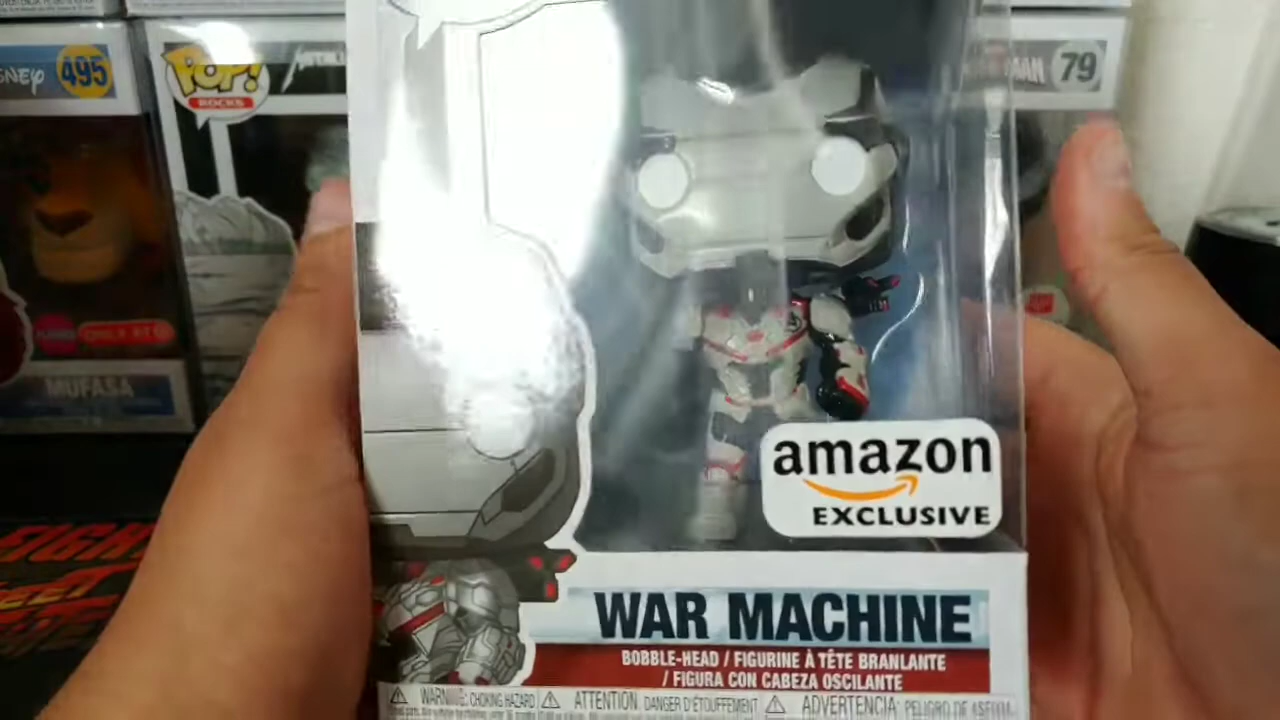 495
POP!
ROCKS
79
MUFASA
amazon
EXCLUSIVE
WAR MACHINE
BOBBLE-HEAD / FIGURINE À TÊTE BRANLANTE
/ FIGURA CON CABEZA OSCILANTE
WARNING: CHOKING HAZARD ATTENTION: DANGER D'ÉTOUFFEMENT ADVERTENCIA: PELIGRO DE